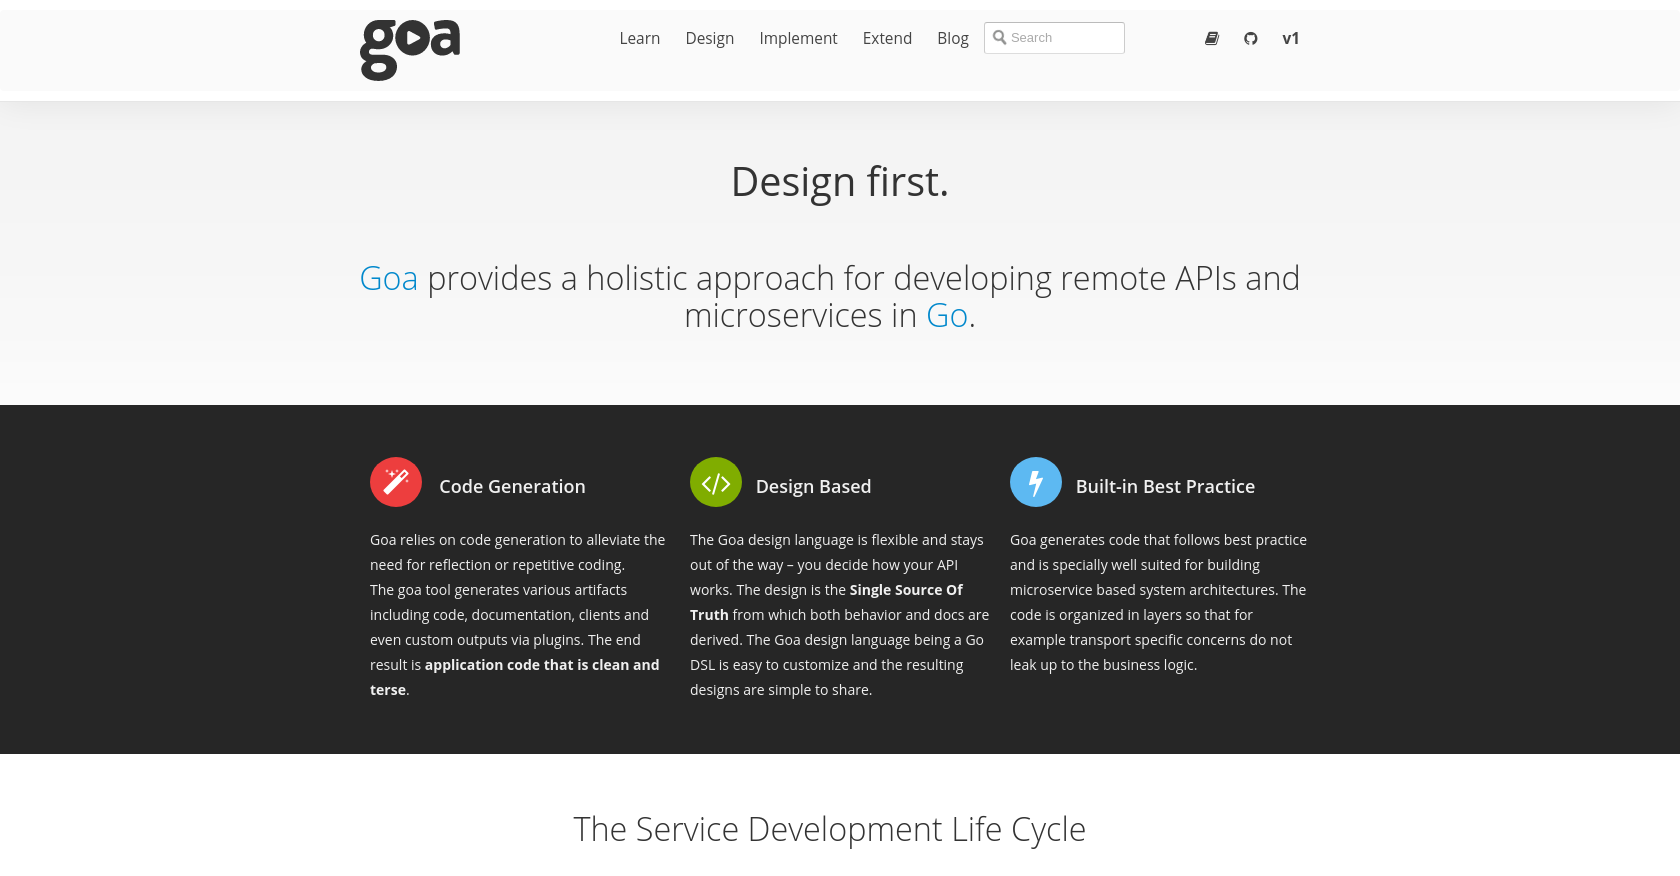 goa
Learn Design Implement Extend Blog Search v1
Design first.
Goa provides a holistic approach for developing remote APIs and
microservices in Go.
Code Generation
Goa relies on code generation to alleviate the
need for reflection or repetitive coding.
The goa tool generates various artifacts
including code, documentation, clients and
even custom outputs via plugins. The end
result is application code that is clean and
terse.
Design Based
The Goa design language is flexible and stays
out of the way – you decide how your API
works. The design is the Single Source Of
Truth from which both behavior and docs are
derived. The Goa design language being a Go
DSL is easy to customize and the resulting
designs are simple to share.
Built-in Best Practice
Goa generates code that follows best practice
and is specially well suited for building
microservice based system architectures. The
code is organized in layers so that for
example transport specific concerns do not
leak up to the business logic.
The Service Development Life Cycle